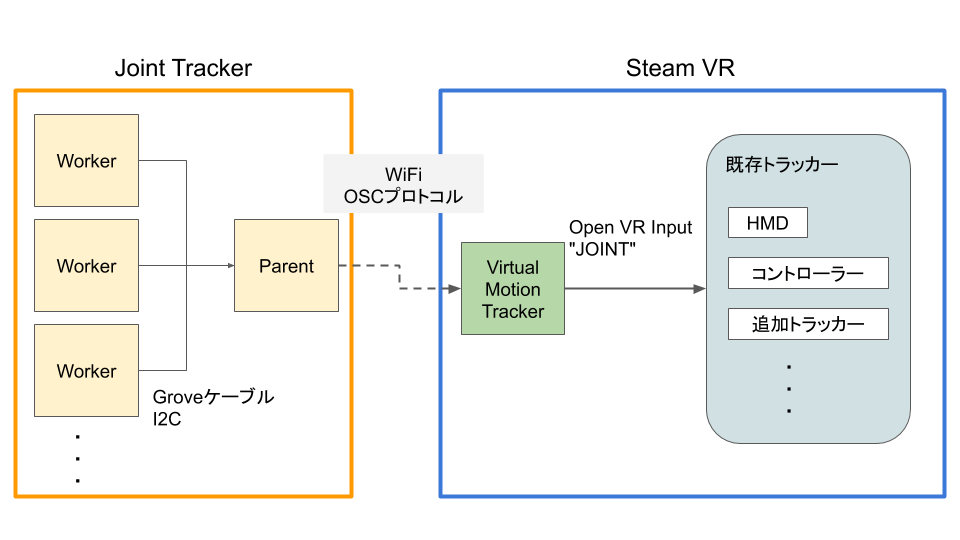 Joint Tracker
Steam VR
Worker
Worker
Worker
Parent
Groveケーブル
I2C
WiFi
OSCプロトコル
Virtual
Motion
Tracker
Open VR Input
"JOINT"
既存トラッカー
HMD
コントローラー
追加トラッカー